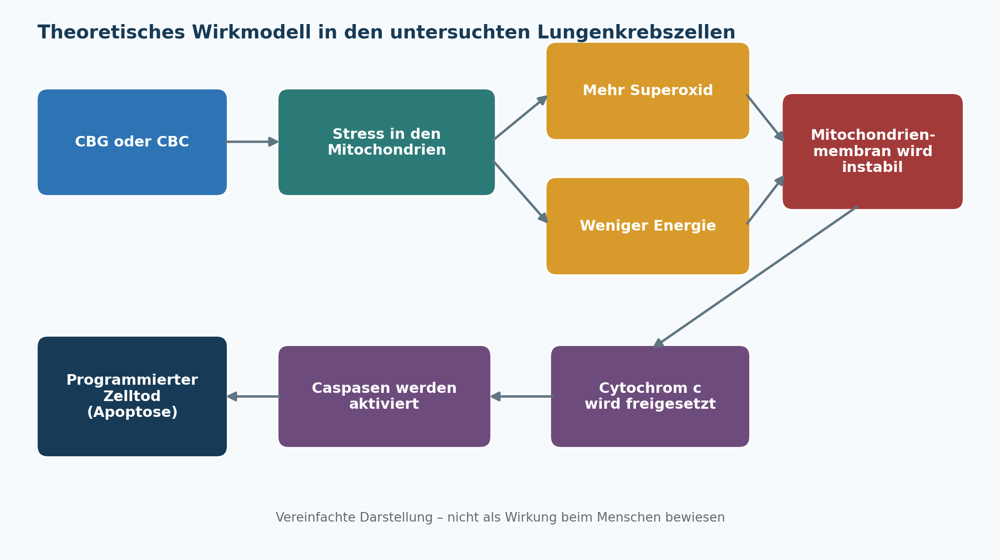 Theoretisches Wirkmodell in den untersuchten Lungenkrebszellen
CBG oder CBC
Stress in den
Mitochondrien
Mehr Superoxid
Weniger Energie
Mitochondrien-
membran wird
instabil
Cytochrom c
wird freigesetzt
Caspasen werden
aktiviert
Programmierter
Zelltod
(Apoptose)
Vereinfachte Darstellung – nicht als Wirkung beim Menschen bewiesen